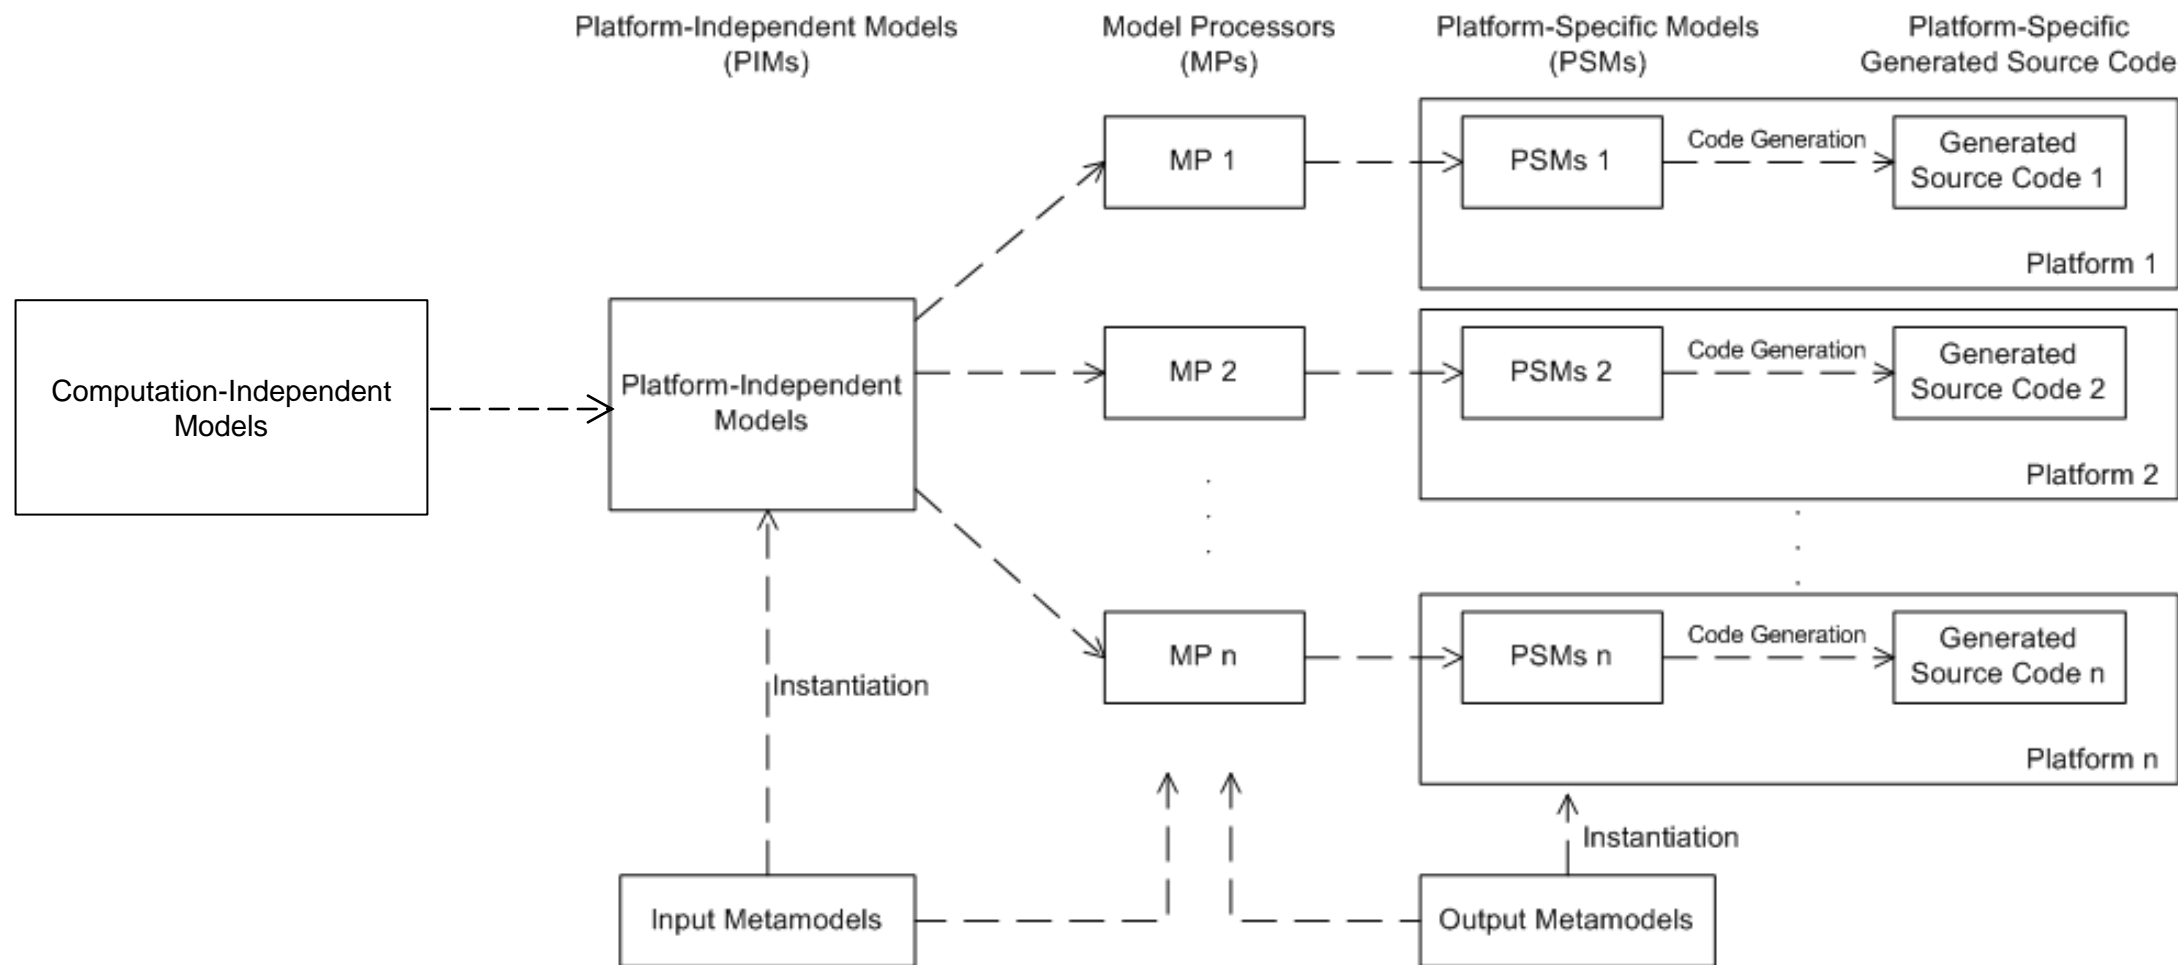 Platform-Independent Models
(PIMs)
Model Processors
(MPs)
Platform-Specific Models
(PSMs)
Platform-Specific
Generated Source Code
MP 1
PSMs 1
Code Generation
Generated
Source Code 1
Platform 1
Computation-Independent
Models
Platform-Independent
Models
MP 2
PSMs 2
Code Generation
Generated
Source Code 2
Platform 2
MP n
PSMs n
Code Generation
Generated
Source Code n
Platform n
Instantiation
Instantiation
Input Metamodels
Output Metamodels